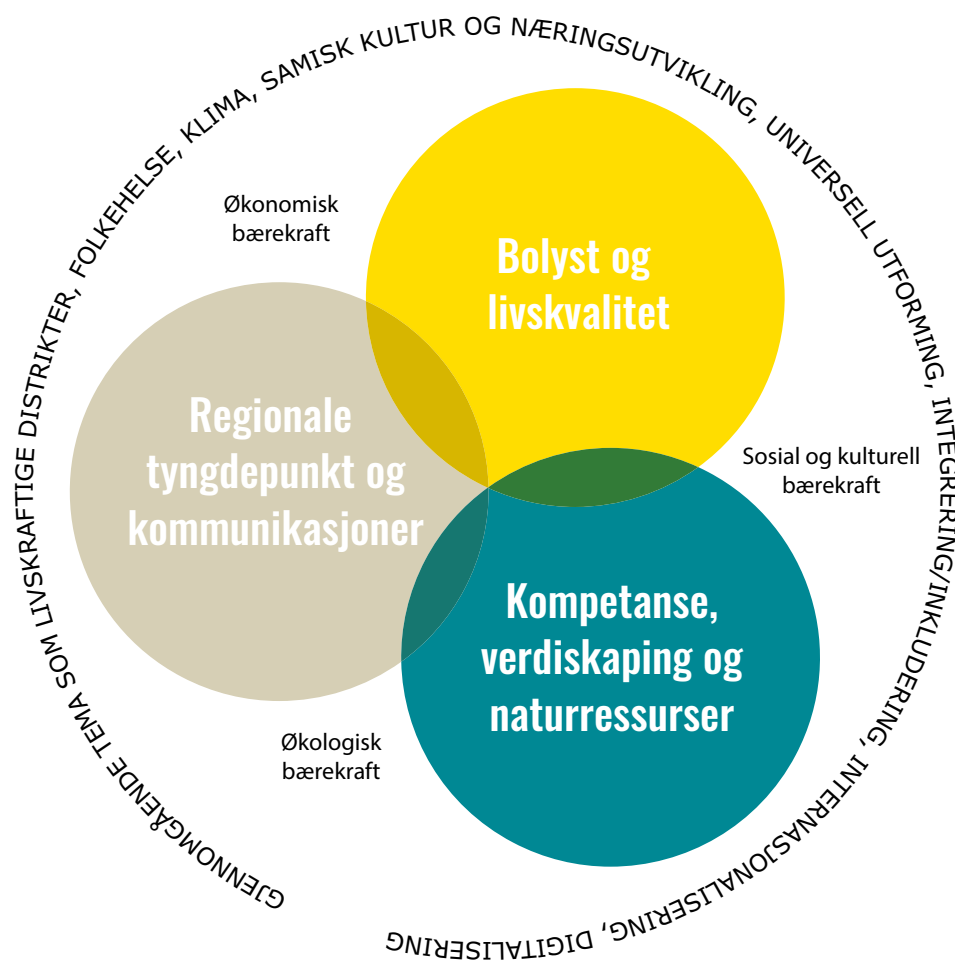 GJENNOMGÅENDE TEMA SOM LIVSKRAFTIGE DISTRIKTER, FOLKEHELSE, KLIMA, SAMISK KULTUR OG NÆRINGSUTVIKLING, UNIVERSELL UTFORMING, INTEGRERING/INKLUDERING, INTERNASJONALISERING, DIGITALISERING
Økonomisk
bærekraft
Bolyst og
livskvalitet
Regionale
tyngdepunkt og
kommunikasjoner
Sosial og kulturell
bærekraft
Kompetanse,
verdiskaping og
naturressurser
Økologisk
bærekraft